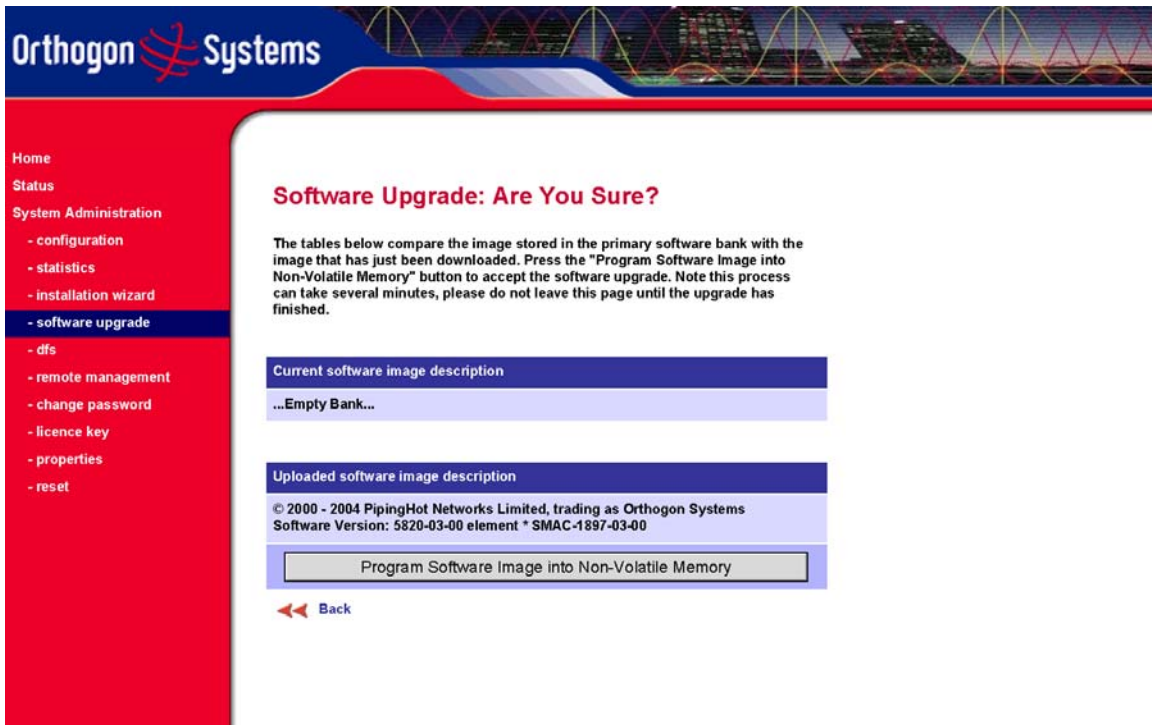 Orthogon Systems
Home
Status
System Administration
- configuration
- statistics
- installation wizard
- software upgrade
- dfs
- remote management
- change password
- licence key
- properties
- reset
Software Upgrade: Are You Sure?
The tables below compare the image stored in the primary software bank with the
image that has just been downloaded. Press the "Program Software Image into
Non-Volatile Memory" button to accept the software upgrade. Note this process
can take several minutes, please do not leave this page until the upgrade has
finished.
Current software image description
...Empty Bank...
Uploaded software image description
© 2000 - 2004 PipingHot Networks Limited, trading as Orthogon Systems
Software Version: 5820-03-00 element * SMAC-1897-03-00
Program Software Image into Non-Volatile Memory
Back